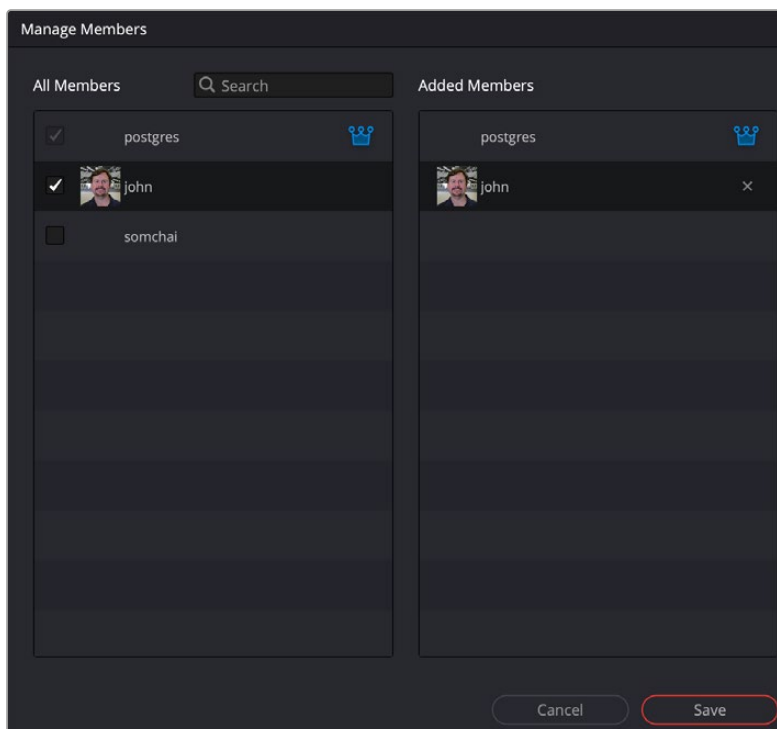 Manage Members
All Members
Search
Added Members
postgres
postgres
john
john
somchai
Cancel
Save